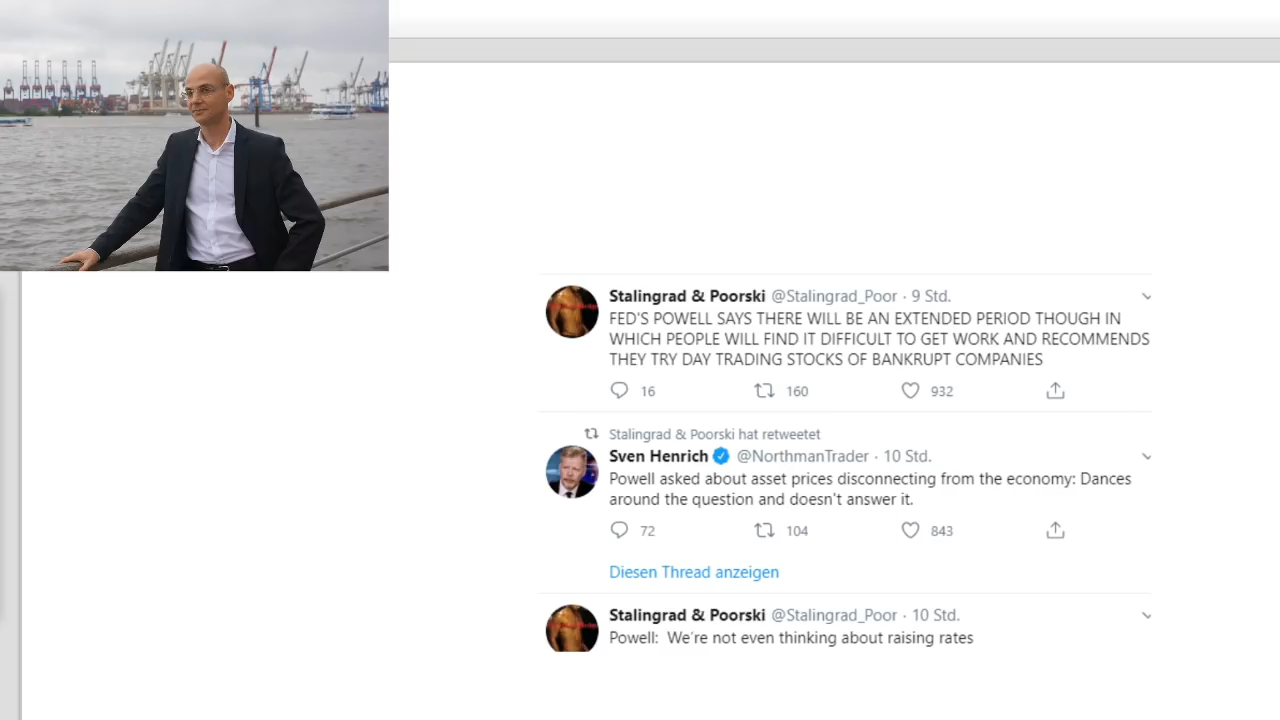 Stalingrad & Poorski @Stalingrad_Poor · 9 Std.
FED'S POWELL SAYS THERE WILL BE AN EXTENDED PERIOD THOUGH IN
WHICH PEOPLE WILL FIND IT DIFFICULT TO GET WORK AND RECOMMENDS
THEY TRY DAY TRADING STOCKS OF BANKRUPT COMPANIES
16 160 932
Stalingrad & Poorski hat retweetet
Sven Henrich @NorthmanTrader · 10 Std.
Powell asked about asset prices disconnecting from the economy: Dances
around the question and doesn't answer it.
72 104 843
Diesen Thread anzeigen
Stalingrad & Poorski @Stalingrad_Poor · 10 Std.
Powell:  We're not even thinking about raising rates